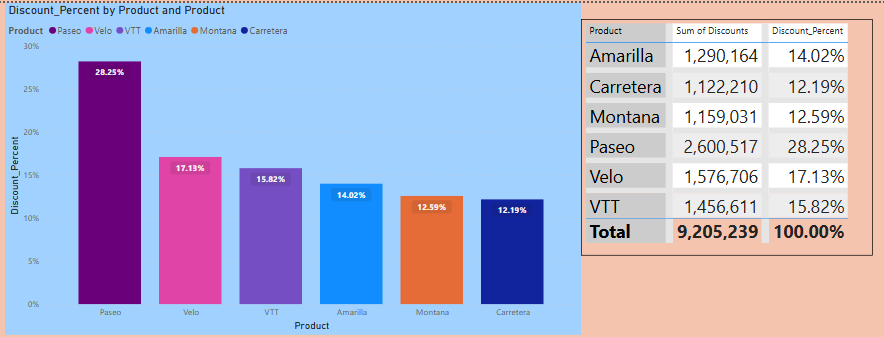 Discount_Percent by Product and Product
Product Paseo Velo VTT Amarilla Montana Carretera
30%
25%
20%
15%
10%
5%
0%
Discount_Percent
28.25%
17.13%
15.82%
14.02%
12.59%
12.19%
Paseo Velo VTT Amarilla Montana Carretera
Product
Product Sum of Discounts Discount_Percent
Amarilla 1,290,164 14.02%
Carretera 1,122,210 12.19%
Montana 1,159,031 12.59%
Paseo 2,600,517 28.25%
Velo 1,576,706 17.13%
VTT 1,456,611 15.82%
Total 9,205,239 100.00%